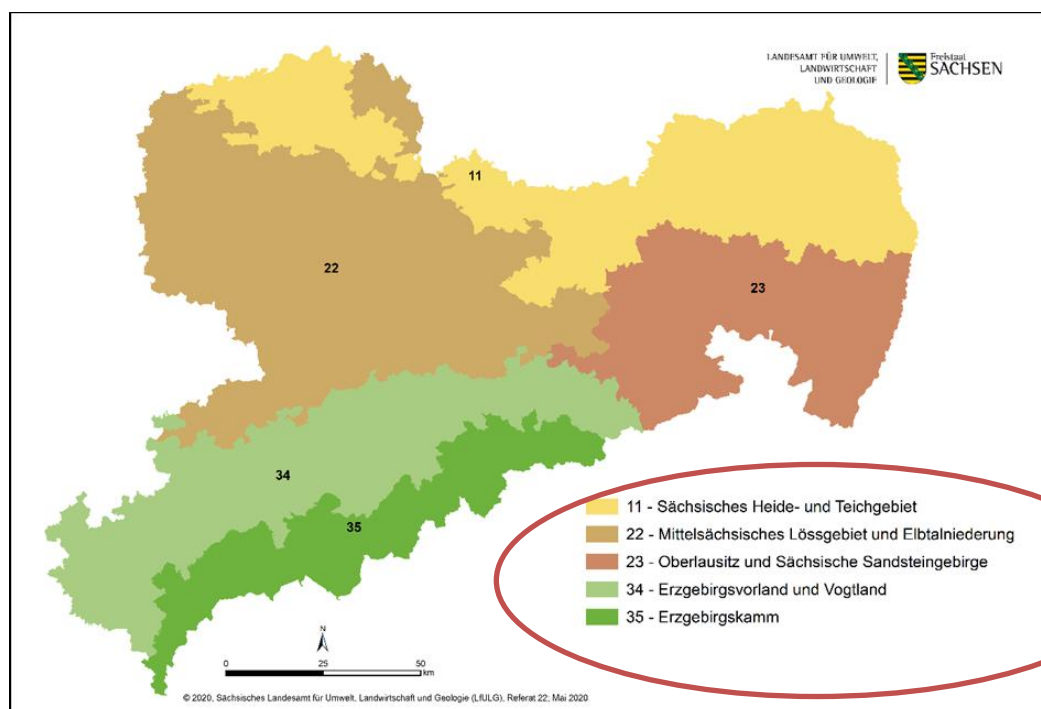 LANDESAMT FÜR UMWELT,
LANDWIRTSCHAFT
UND GEOLOGIE
Freistaat
SACHSEN
11
22
23
34
35
11 - Sächsisches Heide- und Teichgebiet
22 - Mittelsächsisches Lössgebiet und Elbtalniederung
23 - Oberlausitz und Sächsische Sandsteingebirge
34 - Erzgebirgsvorland und Vogtland
35 - Erzgebirgskamm
N
0 25 50
km
© 2020, Sächsisches Landesamt für Umwelt, Landwirtschaft und Geologie (LfULG), Referat 22; Mai 2020